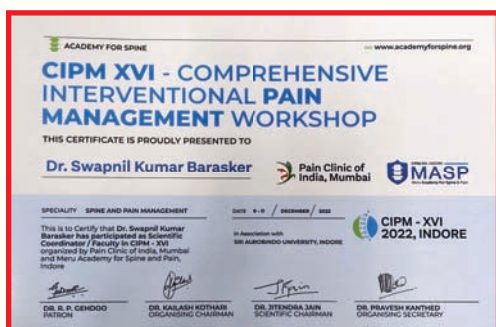 ACADEMY FOR SPINE
www.academyforspine.org
CIPM XVI - COMPREHENSIVE
INTERVENTIONAL PAIN
MANAGEMENT WORKSHOP
THIS CERTIFICATE IS PROUDLY PRESENTED TO
Dr. Swapnil Kumar Barasker
Pain Clinic of
India, Mumbai
MASP
Meru Academy for Spine & Pain
SPECIALITY SPINE AND PAIN MANAGEMENT
DATE 9-11 / DECEMBER / 2022
This is to Certify that Dr. Swapnil Kumar
Barasker has participated as Scientific
Coordinator / Faculty in CIPM - XVI
organized by Pain Clinic of India, Mumbai
and Meru Academy for Spine and Pain,
Indore
In Association with
SRI AUROBINDO UNIVERSITY, INDORE
CIPM - XVI
2022, INDORE
DR. R. P. GEHDOO
PATRON
DR. KAILASH KOTHARI
ORGANISING CHAIRMAN
DR. JITENDRA JAIN
SCIENTIFIC CHAIRMAN
DR. PRAVESH KANTHED
ORGANISING SECRETARY